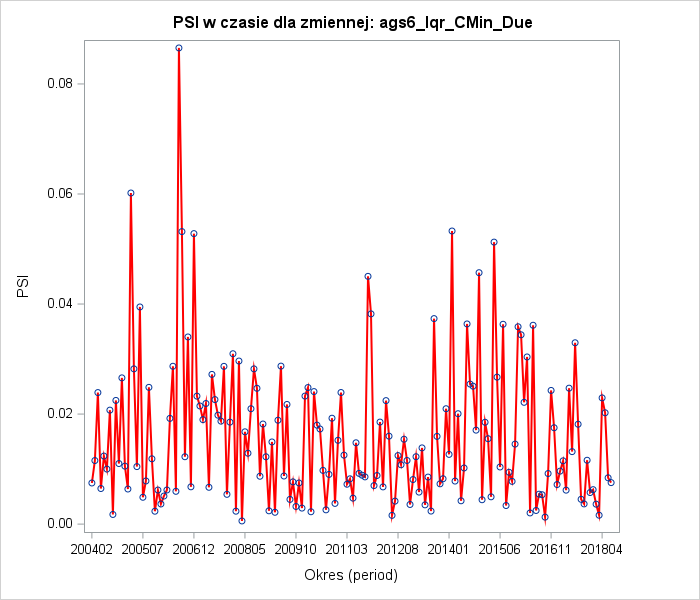 PSI w czasie dla zmiennej: ags6_Iqr_CMin_Due
0.08
0.06
0.04
0.02
0.00
PSI
200402 200507 200612 200805 200910 201103 201208 201401 201506 201611 201804
Okres (period)